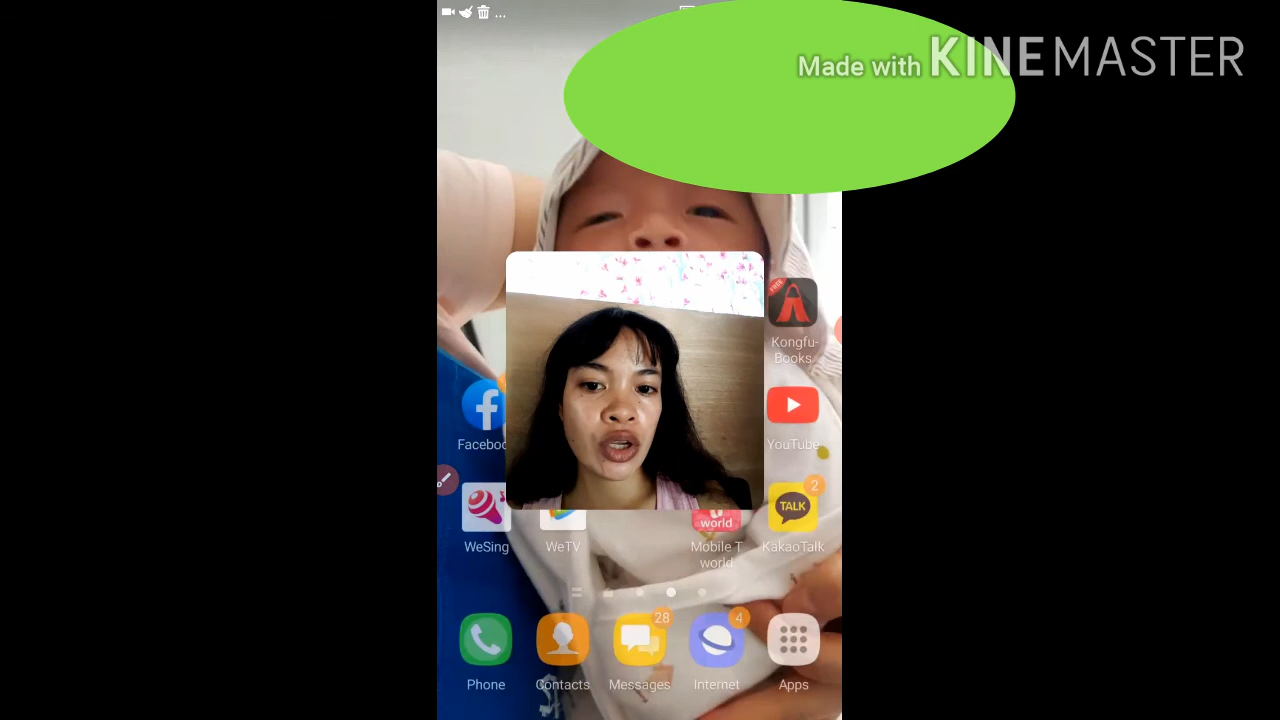 ...
Made with KINEMASTER
FREE
Kongfu-
Books
Faceboo
YouTube
2
TALK
world
WeSing
WeTV
Mobile T
world
KakaoTalk
28
4
Phone
Contacts
Messages
Internet
Apps